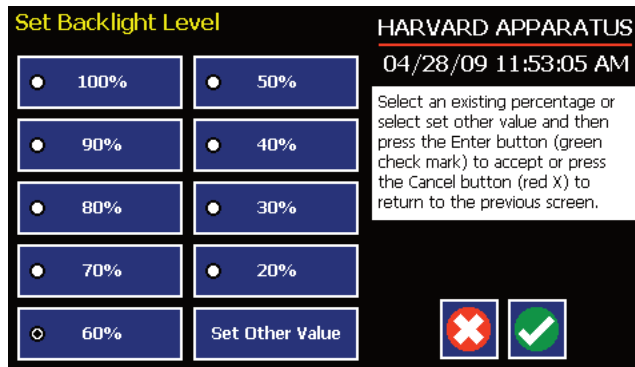 Set Backlight Level
100%
90%
80%
70%
60%
50%
40%
30%
20%
Set Other Value
HARVARD APPARATUS
04/28/09 11:53:05 AM
Select an existing percentage or
select set other value and then
press the Enter button (green
check mark) to accept or press
the Cancel button (red X) to
return to the previous screen.